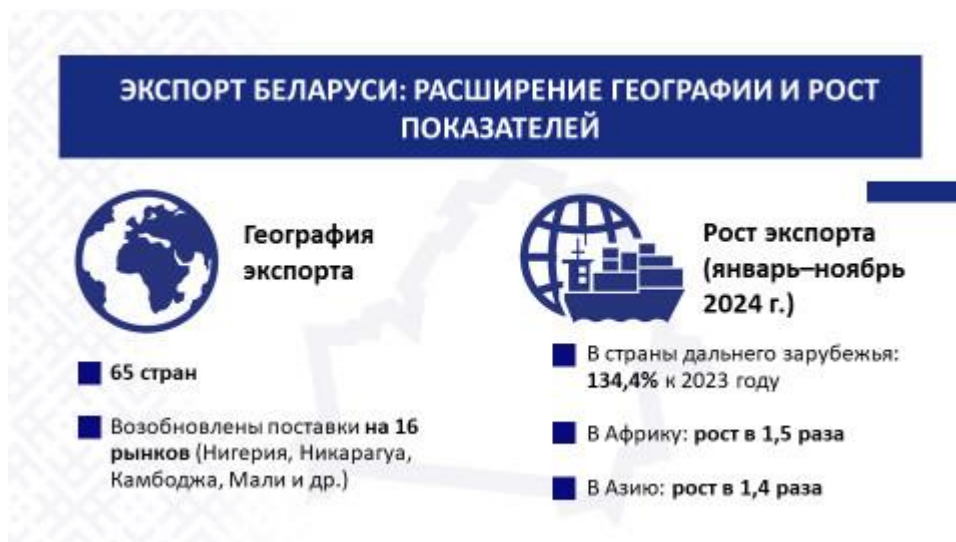 ЭКСПОРТ БЕЛАРУСИ: РАСШИРЕНИЕ ГЕОГРАФИИ И РОСТ
ПОКАЗАТЕЛЕЙ
География
экспорта
65 стран
Возобновлены поставки на 16
рынков (Нигерия, Никарагуа,
Камбоджа, Мали и др.)
Рост экспорта
(январь–ноябрь
2024 г.)
В страны дальнего зарубежья:
134,4% к 2023 году
В Африку: рост в 1,5 раза
В Азию: рост в 1,4 раза